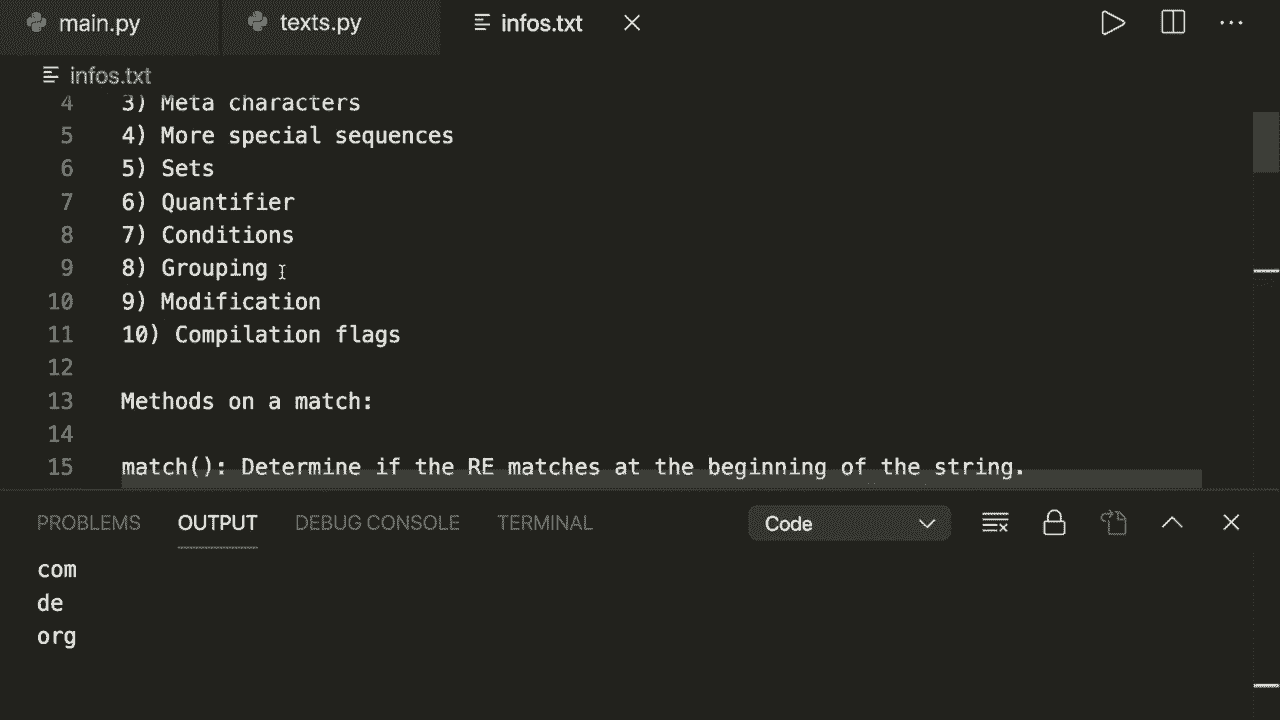 main.py texts.py infos.txt
infos.txt
4 3) Meta characters
5 4) More special sequences
6 5) Sets
7 6) Quantifier
8 7) Conditions
9 8) Grouping
10 9) Modification
11 10) Compilation flags
12
13 Methods on a match:
14
15 match(): Determine if the RE matches at the beginning of the string.
PROBLEMS OUTPUT DEBUG CONSOLE TERMINAL Code
com
de
org